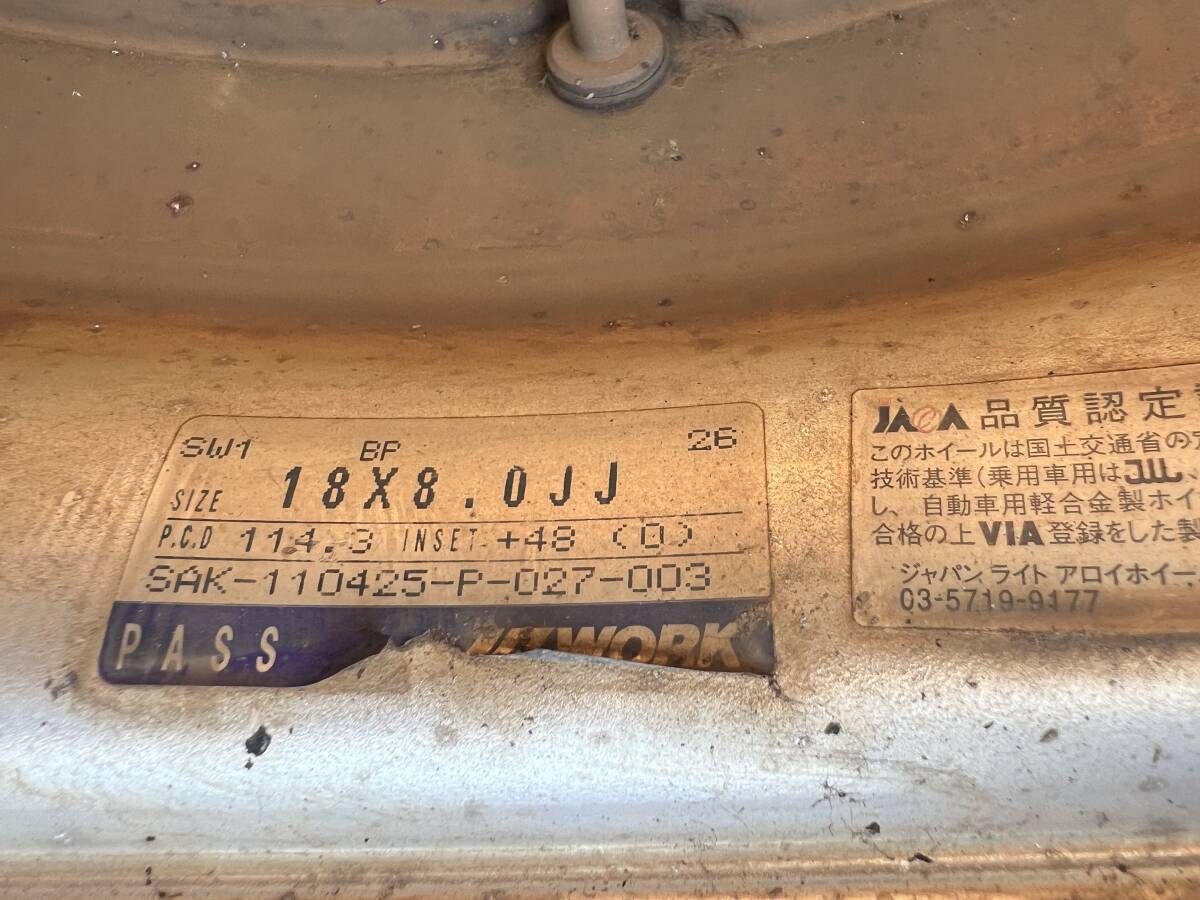 SW1 BP 26
SIZE 18X8.0JJ
P.C.D 114.3 INSET +48 (0)
SAK-110425-P-027-003
PASS WORK
JAWA 品質認定
このホイールは国土交通省の
技術基準(乗用車用はJWL、
し、自動車用軽合金製ホイ
合格の上VIA登録をした製
ジャパン ライト アロイホイー
03-5719-9177